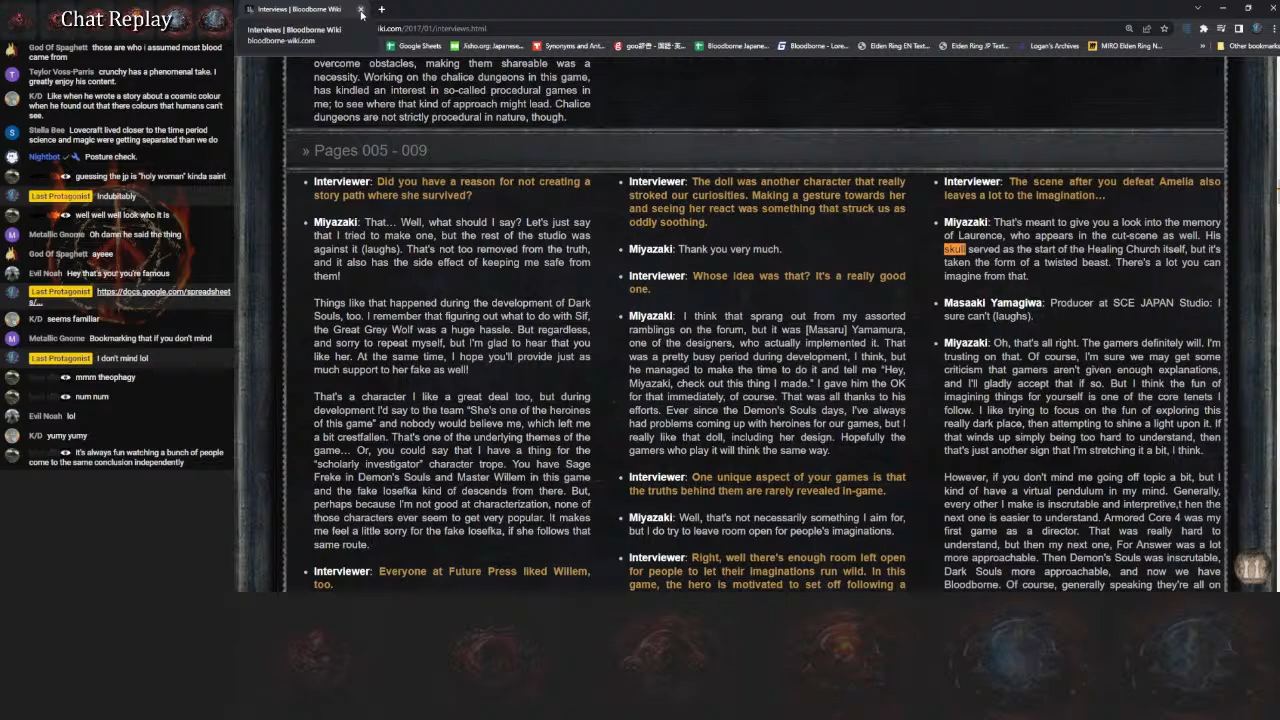 Chat Replay
God Of Spaghett those are who i assumed most blood
came from
Teylor Voss-Parris crunchy has a phenomenal take. I
greatly enjoy his content.
K/D Like when he wrote a story about a cosmic colour
when he found out that there colours that humans can't
see.
Stella Bee Lovecraft lived closer to the time period
science and magic were getting separated than we do
Nightbot Posture check.
guessing the jp is "holy woman" kinda saint
Last Protagonist Indubitably
well well well look who it is
Metallic Gnome Oh damn he said the thing
God Of Spaghett ayeee
Evil Noah Hey that's you! you're famous
Last Protagonist https://docs.google.com/spreadsheet
s/...
K/D seems familiar
Metallic Gnome Bookmarking that if you don't mind
Last Protagonist I don't mind lol
mmm theophagy
num num
Evil Noah lol
K/D yumy yumy
It's always fun watching a bunch of people
come to the same conclusion independently
Interviews | Bloodborne Wiki
Interviews | Bloodborne Wiki
bloodborne-wiki.com
ki.com/2017/01/interviews.html
Google Sheets
Jisho.org: Japanese...
Synonyms and Ant...
goo辞書 - 国語・英...
Bloodborne Japane...
Bloodborne - Lore...
Elden Ring EN Test...
Elden Ring JP Text...
Logan's Archives
MIRO Elden Ring N...
Other bookmarks
overcome obstacles, making them shareable was a
necessity. Working on the chalice dungeons in this game,
has kindled an interest in so-called procedural games in
me; to see where that kind of approach might lead. Chalice
dungeons are not strictly procedural in nature, though.
» Pages 005 - 009
Interviewer: Did you have a reason for not creating a
story path where she survived?
Miyazaki: That... Well, what should I say? Let's just say
that I tried to make one, but the rest of the studio was
against it (laughs). That's not too removed from the truth,
and it also has the side effect of keeping me safe from
them!
Things like that happened during the development of Dark
Souls, too. I remember that figuring out what to do with Sif,
the Great Grey Wolf was a huge hassle. But regardless,
and sorry to repeat myself, but I'm glad to hear that you
like her. At the same time, I hope you'll provide just as
much support to her fake as well!
That's a character I like a great deal too, but during
development I'd say to the team "She's one of the heroines
of this game" and nobody would believe me, which left me
a bit crestfallen. That's one of the underlying themes of the
game... Or, you could say that I have a thing for the
"scholarly investigator" character trope. You have Sage
Freke in Demon's Souls and Master Willem in this game
and the fake Iosefka kind of descends from there. But,
perhaps because I'm not good at characterization, none of
those characters ever seem to get very popular. It makes
me feel a little sorry for the fake Iosefka, if she follows that
same route.
Interviewer: Everyone at Future Press liked Willem,
too.
Interviewer: The doll was another character that really
stroked our curiosities. Making a gesture towards her
and seeing her react was something that struck us as
oddly soothing.
Miyazaki: Thank you very much.
Interviewer: Whose idea was that? It's a really good
one.
Miyazaki: I think that sprang out from my assorted
ramblings on the forum, but it was [Masaru] Yamamura,
one of the designers, who actually implemented it. That
was a pretty busy period during development, I think, but
he managed to make the time to do it and tell me "Hey,
Miyazaki, check out this thing I made." I gave him the OK
for that immediately, of course. That was all thanks to his
efforts. Ever since the Demon's Souls days, I've always
had problems coming up with heroines for our games, but I
really like that doll, including her design. Hopefully the
gamers who play it will think the same way.
Interviewer: One unique aspect of your games is that
the truths behind them are rarely revealed in-game.
Miyazaki: Well, that's not necessarily something I aim for,
but I do try to leave room open for people's imaginations.
Interviewer: Right, well there's enough room left open
for people to let their imaginations run wild. In this
game, the hero is motivated to set off following a
Interviewer: The scene after you defeat Amelia also
leaves a lot to the imagination...
Miyazaki: That's meant to give you a look into the memory
of Laurence, who appears in the cut-scene as well. His
skull served as the start of the Healing Church itself, but it's
taken the form of a twisted beast. There's a lot you can
imagine from that.
Masaaki Yamagiwa: Producer at SCE JAPAN Studio: I
sure can't (laughs).
Miyazaki: Oh, that's all right. The gamers definitely will. I'm
trusting on that. Of course, I'm sure we may get some
criticism that gamers aren't given enough explanations,
and I'll gladly accept that if so. But I think the fun of
imagining things for yourself is one of the core tenets I
follow. I like trying to focus on the fun of exploring this
really dark place, then attempting to shine a light upon it. If
that winds up simply being too hard to understand, then
that's just another sign that I'm stretching it a bit, I think.
However, if you don't mind me going off topic a bit, but I
kind of have a virtual pendulum in my mind. Generally,
every other I make is inscrutable and interpretive,t hen the
next one is easier to understand. Armored Core 4 was my
first game as a director. That was really hard to
understand, but then my next one, For Answer was a lot
more approachable. Then Demon's Souls was inscrutable,
Dark Souls more approachable, and now we have
Bloodborne. Of course, generally speaking they're all on